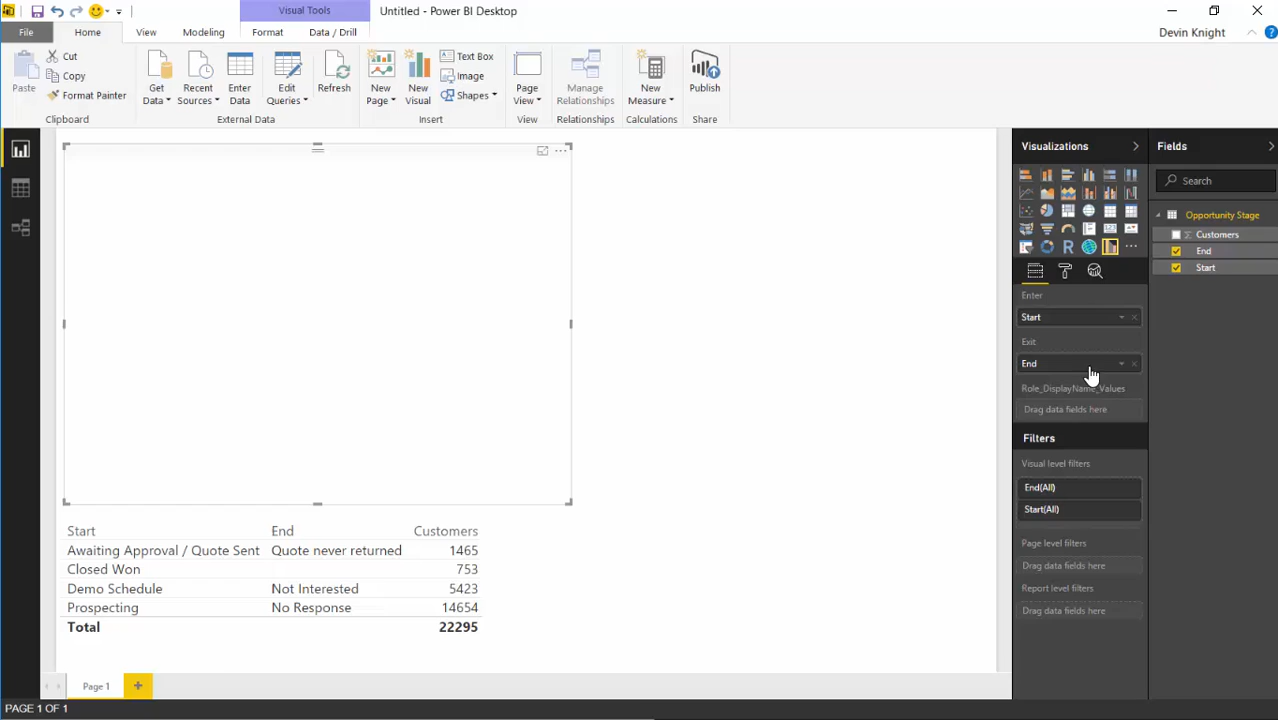 Visual Tools
Untitled - Power BI Desktop
File
Home
View
Modeling
Format
Data / Drill
Devin Knight
?
Paste
Cut
Copy
Format Painter
Clipboard
Get Data
Recent Sources
Enter Data
Edit Queries
Refresh
External Data
New Page
New Visual
Text Box
Image
Shapes
Insert
Page View
View
Manage Relationships
Relationships
New Measure
Calculations
Publish
Share
Visualizations
R
Enter
Start
Exit
End
Role_DisplayName_Values
Drag data fields here
Filters
Visual level filters
End(All)
Start(All)
Page level filters
Drag data fields here
Report level filters
Drag data fields here
Fields
Search
Opportunity Stage
Σ Customers
End
Start
Start End Customers
Awaiting Approval / Quote Sent Quote never returned 1465
Closed Won 753
Demo Schedule Not Interested 5423
Prospecting No Response 14654
Total 22295
Page 1
PAGE 1 OF 1